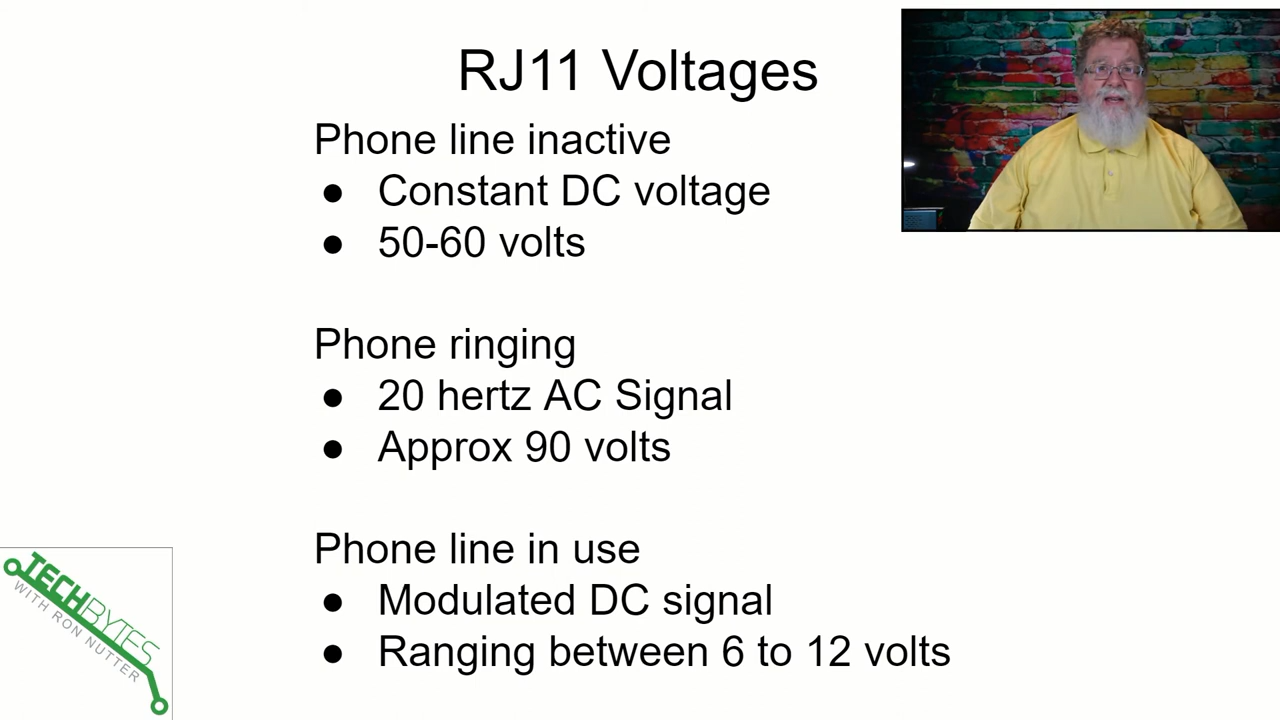 RJ11 Voltages
Phone line inactive
● Constant DC voltage
● 50-60 volts
Phone ringing
● 20 hertz AC Signal
● Approx 90 volts
Phone line in use
● Modulated DC signal
● Ranging between 6 to 12 volts
TECHBYTES
WITH RON NUTTER